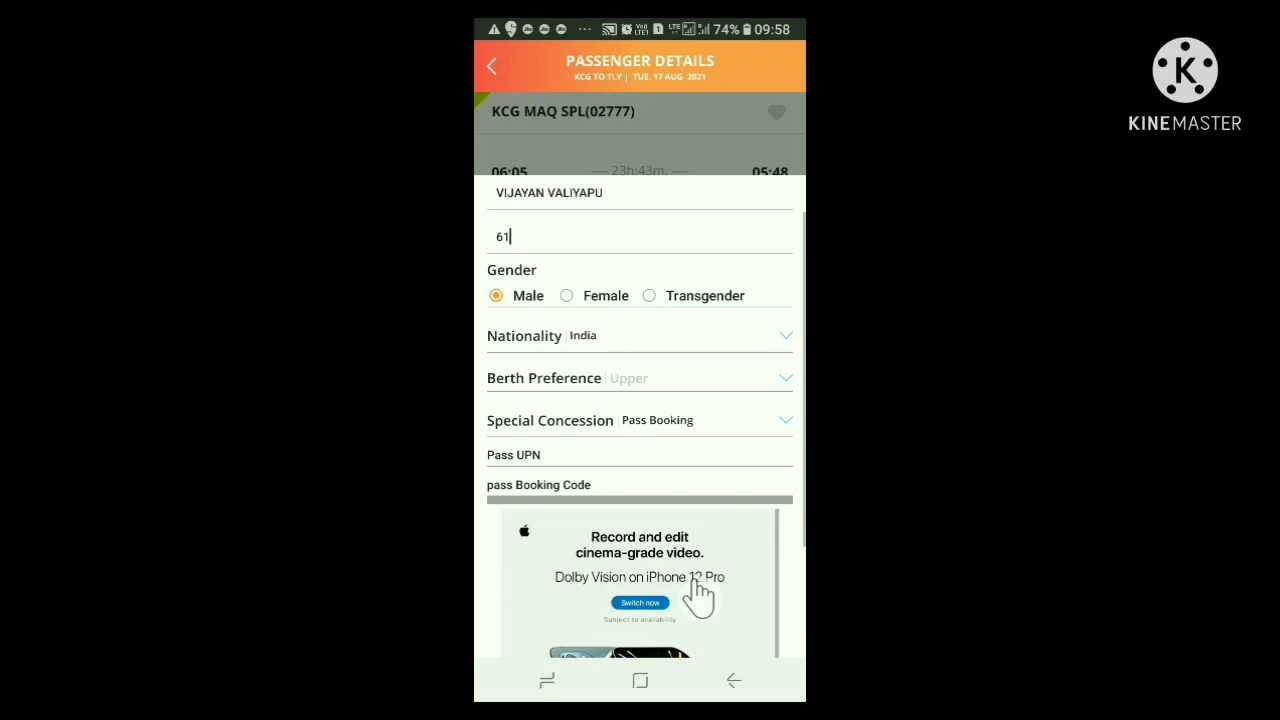 74% 09:58
PASSENGER DETAILS
KCG TO TLY | TUE, 17 AUG 2021
KCG MAQ SPL(02777)
06:05 23h:43m. 05:48
VIJAYAN VALIYAPU
61
Gender
Male Female Transgender
Nationality India
Berth Preference Upper
Special Concession Pass Booking
Pass UPN
pass Booking Code
Record and edit
cinema-grade video.
Dolby Vision on iPhone 12 Pro
Switch now
Subject to availability
K
KINEMASTER